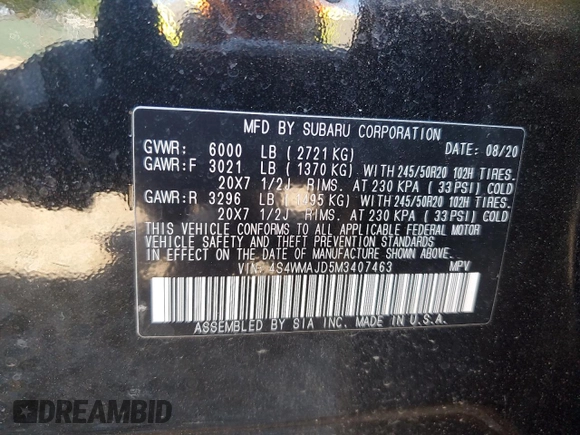 MFD BY SUBARU CORPORATION
GVWR: 6000 LB ( 2721 KG) DATE: 08/20
GAWR:F 3021 LB ( 1370 KG) WITH 245/50R20 102H TIRES.
20X7 1/2J RIMS. AT 230 KPA ( 33 PSI) COLD
GAWR:R 3296 LB ( 1495 KG) WITH 245/50R20 102H TIRES.
20X7 1/2J RIMS. AT 230 KPA ( 33 PSI) COLD
THIS VEHICLE CONFORMS TO ALL APPLICABLE FEDERAL MOTOR
VEHICLE SAFETY AND THEFT PREVENTION STANDARDS
IN EFFECT ON THE DATE OF MANUFACTURE SHOWN ABOVE.
VIN: 4S4WMAJD5M3407463 MPV
ASSEMBLED BY SIA INC. MADE IN U.S.A.
DREAMBID